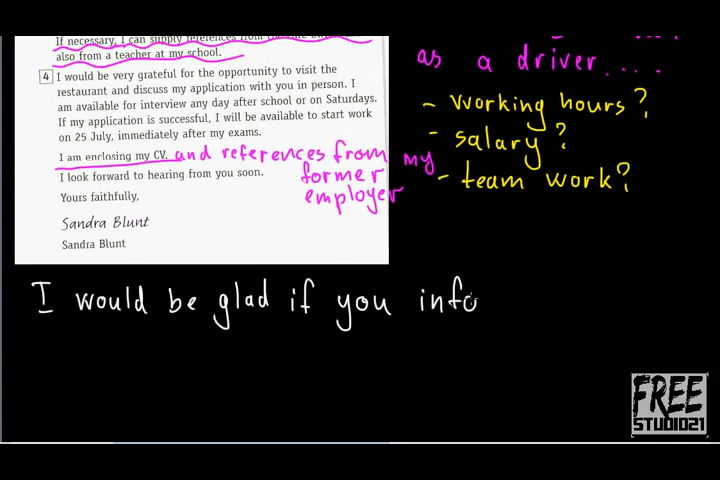 If necessary, I can supply references from
also from a teacher at my school.
4 I would be very grateful for the opportunity to visit the
restaurant and discuss my application with you in person. I
am available for interview any day after school or on Saturdays.
If my application is successful, I will be available to start work
on 25 July, immediately after my exams.
I am enclosing my CV. and references from my
former
employer
I look forward to hearing from you soon.
Yours faithfully,
Sandra Blunt
Sandra Blunt
as a driver....
- Working hours?
- salary?
- team work?
I would be glad if you info
FREE
STUDIO21